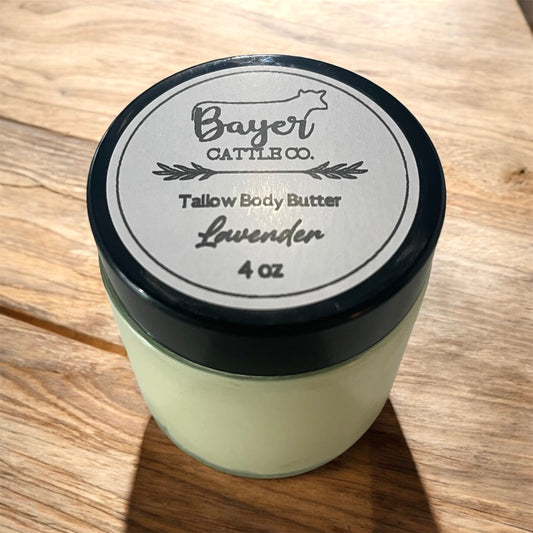 Bayer
CATTLE CO.
Tallow Body Butter
Lavender
4 oz